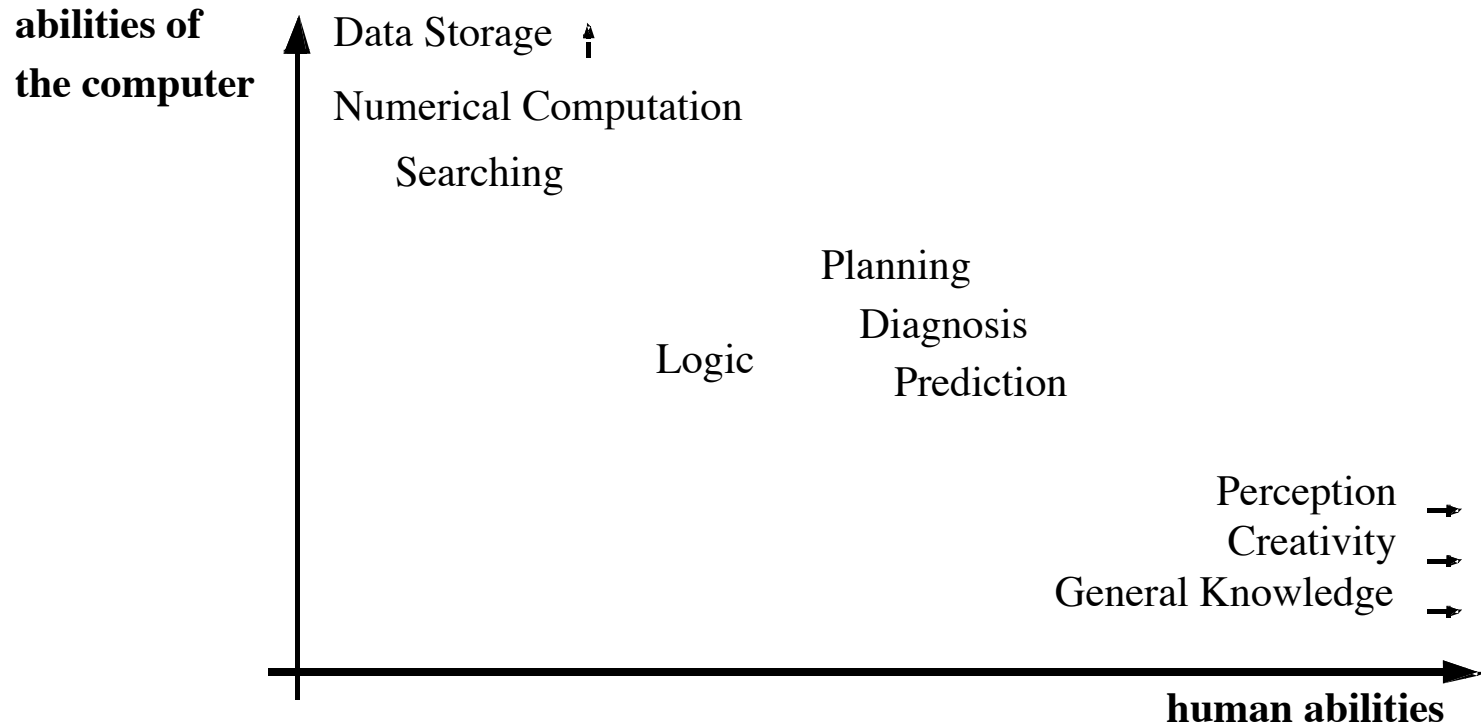 abilities of
the computer
Data Storage
Numerical Computation
Searching
Planning
Diagnosis
Logic
Prediction
Perception
Creativity
General Knowledge
human abilities